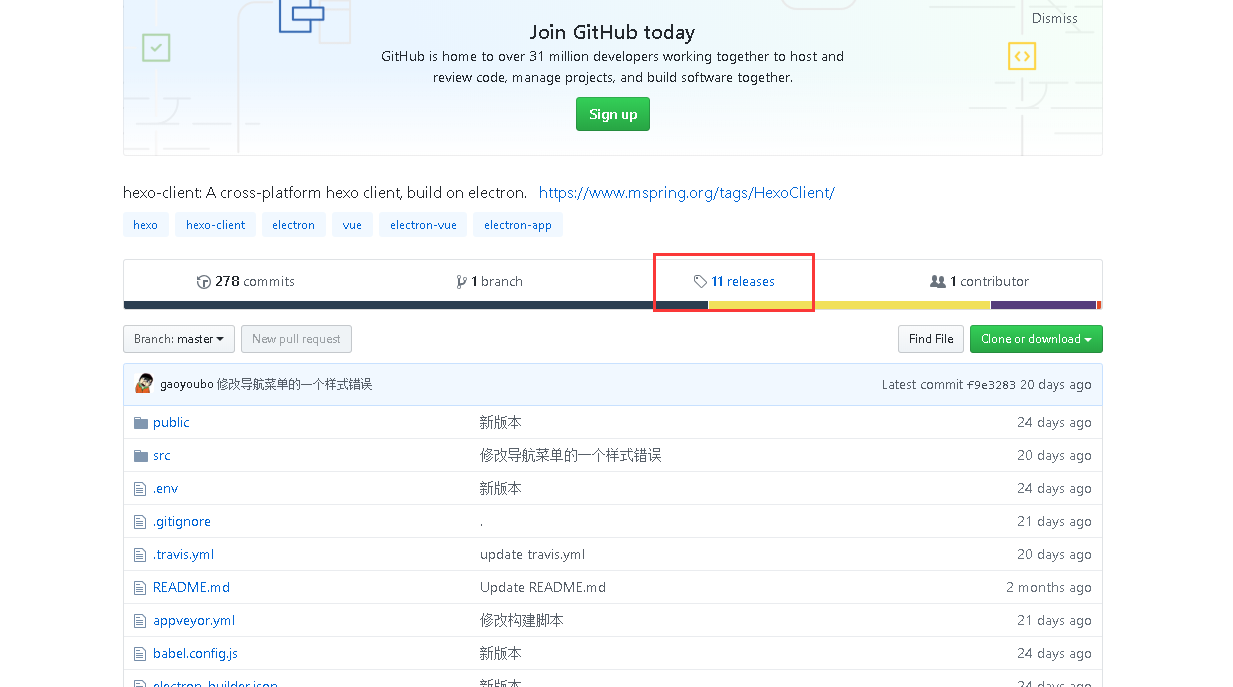 Dismiss
Join GitHub today
GitHub is home to over 31 million developers working together to host and
review code, manage projects, and build software together.
Sign up
hexo-client: A cross-platform hexo client, build on electron. https://www.mspring.org/tags/HexoClient/
hexo hexo-client electron vue electron-vue electron-app
278 commits 1 branch 11 releases 1 contributor
Branch: master New pull request Find File Clone or download
gaoyoubo 修改导航菜单的一个样式错误 Latest commit f9e3283 20 days ago
public 新版本 24 days ago
src 修改导航菜单的一个样式错误 20 days ago
.env 新版本 24 days ago
.gitignore . 21 days ago
.travis.yml update travis.yml 20 days ago
README.md Update README.md 2 months ago
appveyor.yml 修改构建脚本 21 days ago
babel.config.js 新版本 24 days ago
electron-builder.json 新版本 24 days ago